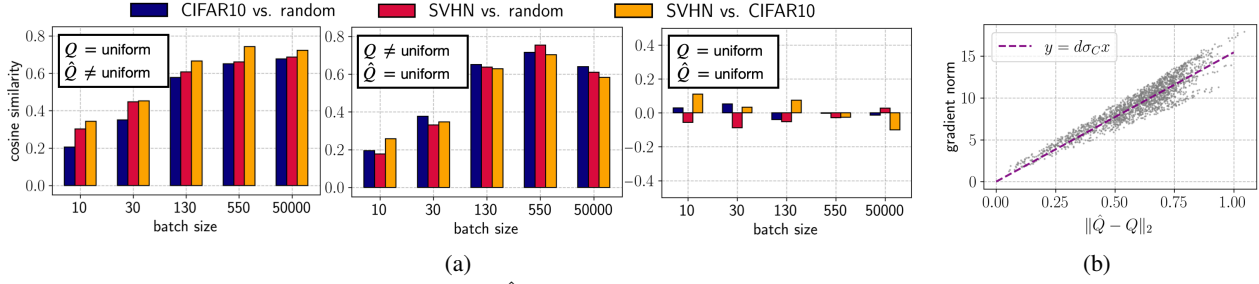 CIFAR10 vs. random SVHN vs. random SVHN vs. CIFAR10
0.8
0.6
0.4
0.2
0.0
cosine similarity
Q = uniform
Q̂ ≠ uniform
10 30 130 550 50000
batch size
0.8
0.6
0.4
0.2
0.0
Q ≠ uniform
Q̂ = uniform
10 30 130 550 50000
batch size
0.4
0.2
0.0
−0.2
−0.4
Q = uniform
Q̂ = uniform
10 30 130 550 50000
batch size
(a)
15
10
5
0
gradient norm
y = dσ_C x
0.00 0.25 0.50 0.75 1.00
‖Q̂ − Q‖₂
(b)